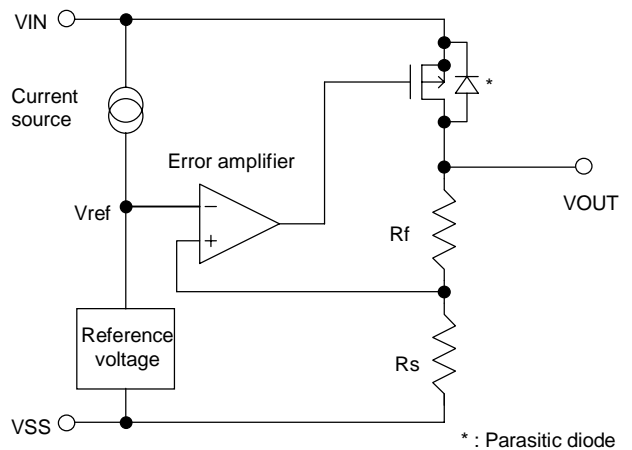 VIN
Current
source
*
Error amplifier
Vref
−
+
VOUT
Rf
Reference
voltage
Rs
VSS
* : Parasitic diode